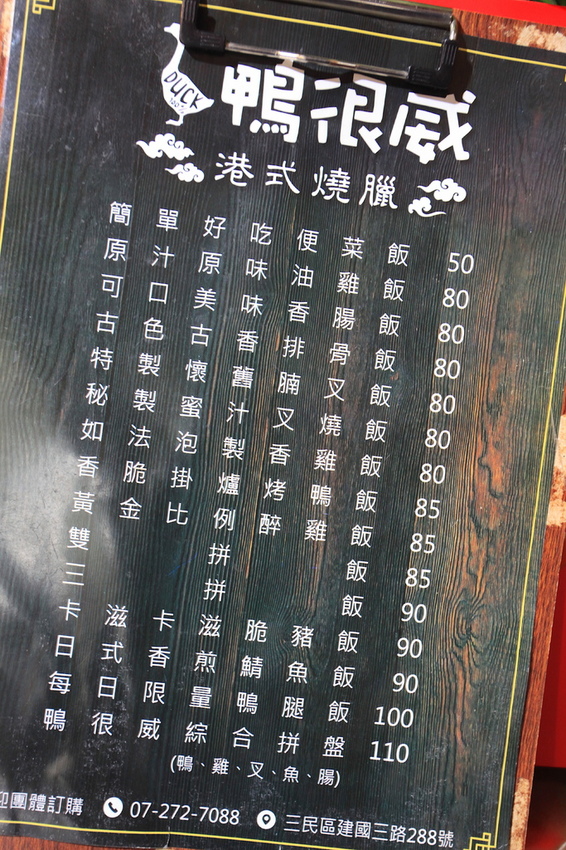 DUCK
鴨很威
港式燒臘
簡單好吃便菜飯 50
原汁原味油雞飯 80
可口美味香腸飯 80
古色古香排骨飯 80
特製懷舊腩叉飯 80
秘製蜜汁叉燒飯 80
如法泡製香雞飯 80
香脆掛爐烤鴨飯 85
黃金比例醉雞飯 85
雙拼飯 85
三拼飯 90
卡滋卡滋脆豬飯 90
日式香煎鯖魚飯 90
每日限量鴨腿飯 100
鴨很威綜合拼盤 110
(鴨、雞、叉、魚、腸)
迎團體訂購 07-272-7088 三民區建國三路288號